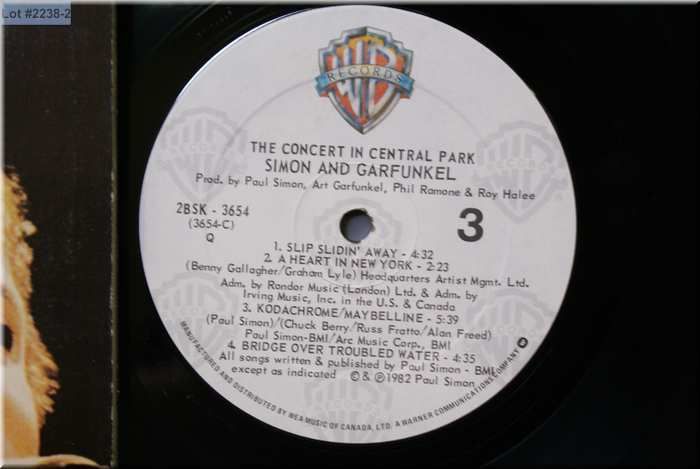 Lot #2238-2
WB
RECORDS
THE CONCERT IN CENTRAL PARK
SIMON AND GARFUNKEL
Prod. by Paul Simon, Art Garfunkel, Phil Ramone & Roy Halee
2BSK - 3654
(3654-C)
Q
3
1. SLIP SLIDIN' AWAY - 4:32
2. A HEART IN NEW YORK - 2:23
(Benny Gallagher/Graham Lyle) Headquarters Artist Mgmt. Ltd.
Adm. by Rondor Music (London) Ltd. & Adm. by
Irving Music, Inc. in the U.S. & Canada
3. KODACHROME/MAYBELLINE - 5:39
(Paul Simon)/(Chuck Berry/Russ Fratto/Alan Freed)
Paul Simon-BMI/Arc Music Corp., BMI
4. BRIDGE OVER TROUBLED WATER - 4:35
All songs written & published by Paul Simon - BMI
except as indicated © & ℗ 1982 Paul Simon
MANUFACTURED AND DISTRIBUTED BY WEA MUSIC OF CANADA, LTD. A WARNER COMMUNICATIONS COMPANY